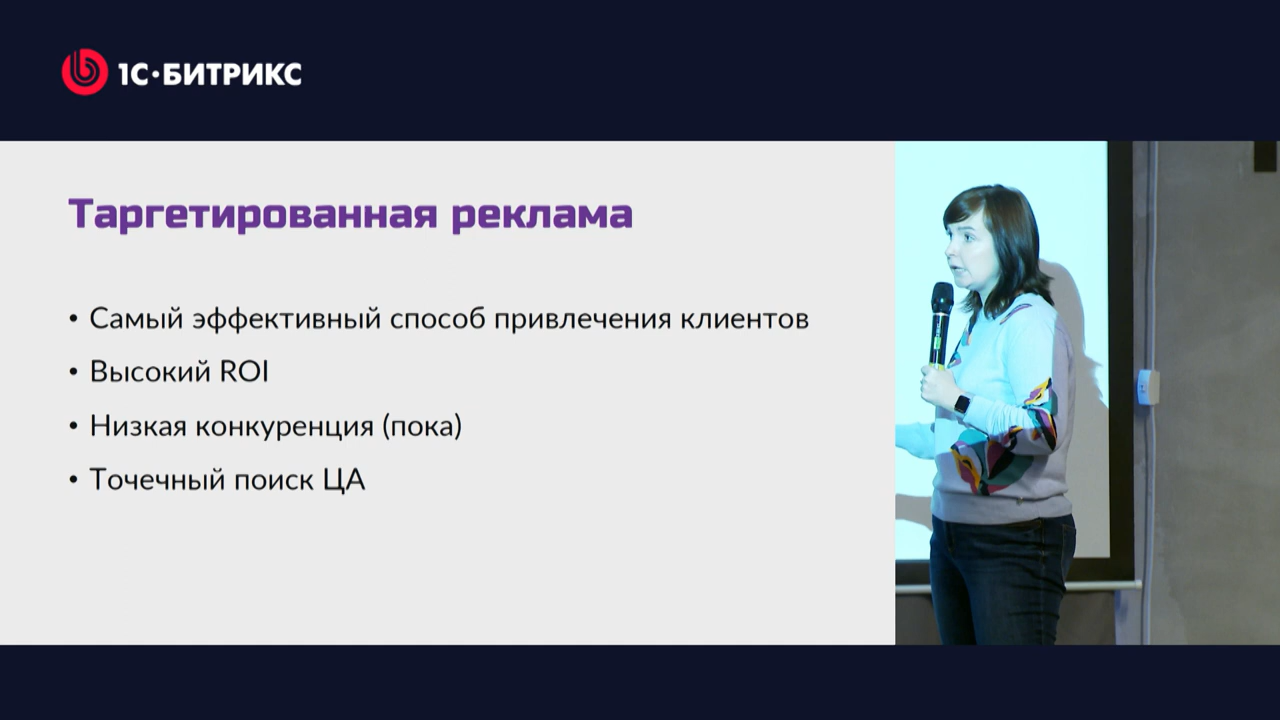 1С·БИТРИКС
Таргетированная реклама
• Самый эффективный способ привлечения клиентов
• Высокий ROI
• Низкая конкуренция (пока)
• Точечный поиск ЦА